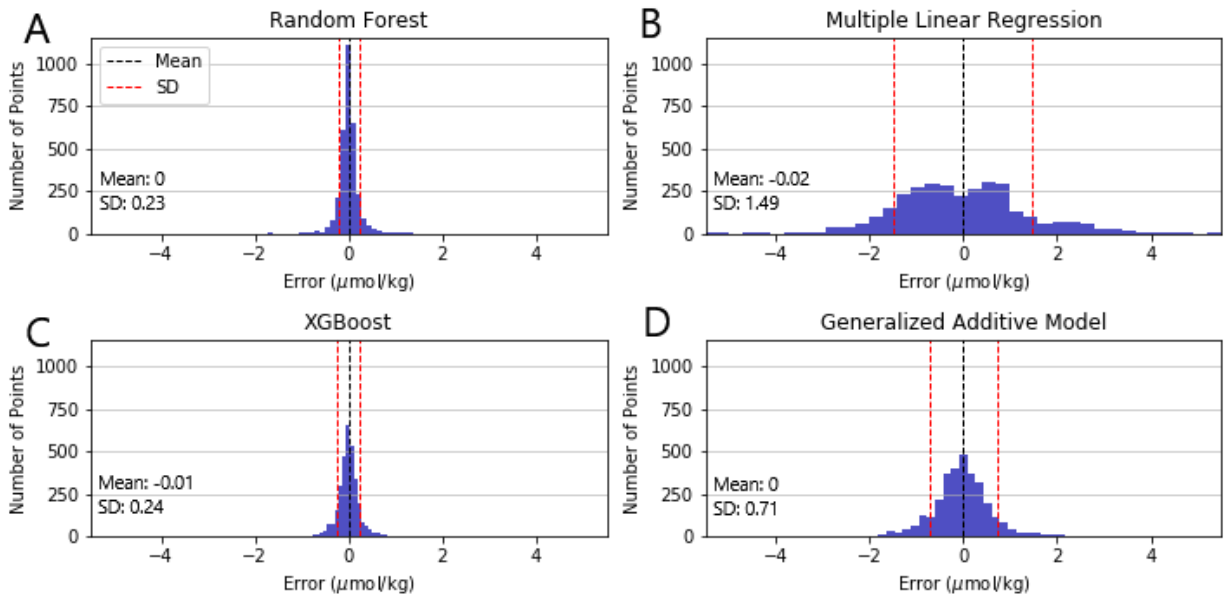 A
Random Forest
Number of Points
1000
750
500
250
0
Mean
SD
Mean: 0
SD: 0.23
−4
−2
0
2
4
Error (μmol/kg)
B
Multiple Linear Regression
Number of Points
1000
750
500
250
0
Mean: -0.02
SD: 1.49
−4
−2
0
2
4
Error (μmol/kg)
C
XGBoost
Number of Points
1000
750
500
250
0
Mean: -0.01
SD: 0.24
−4
−2
0
2
4
Error (μmol/kg)
D
Generalized Additive Model
Number of Points
1000
750
500
250
0
Mean: 0
SD: 0.71
−4
−2
0
2
4
Error (μmol/kg)